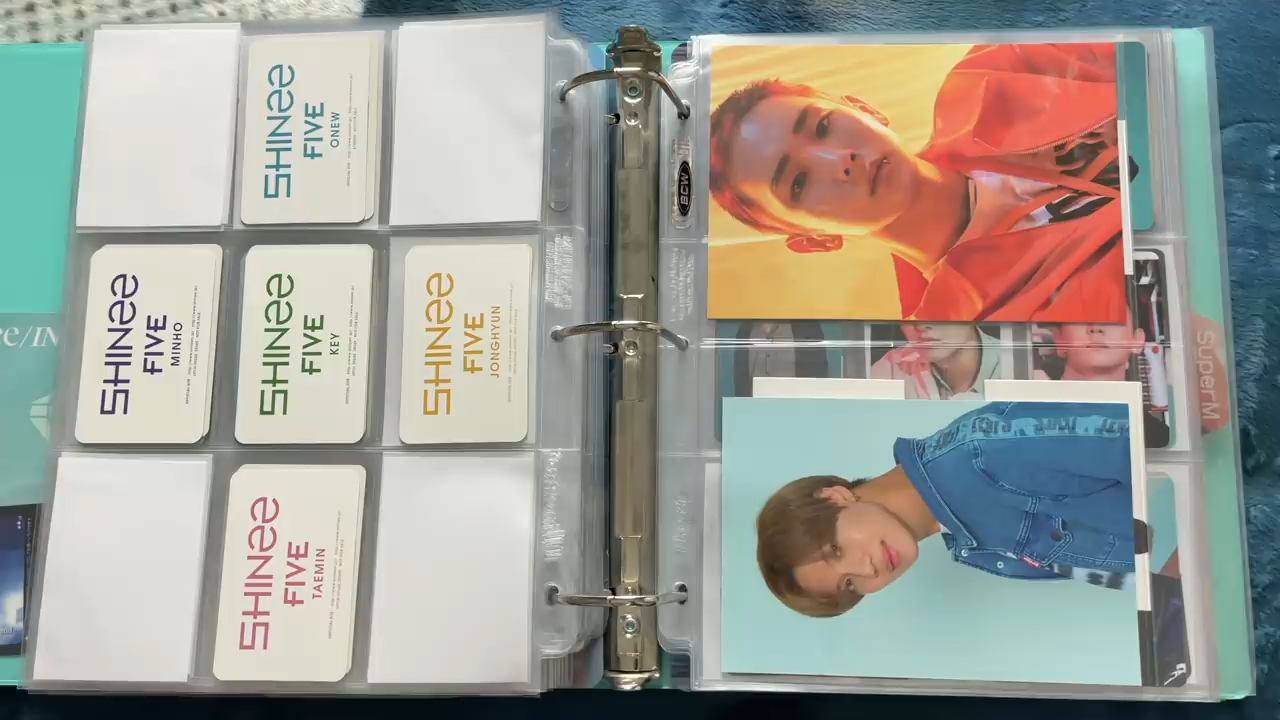 SHINee
FIVE
ONEW
SHINee
FIVE
MINHO
SHINee
FIVE
KEY
SHINee
FIVE
JONGHYUN
SHINee
FIVE
TAEMIN
BCW
SuperM